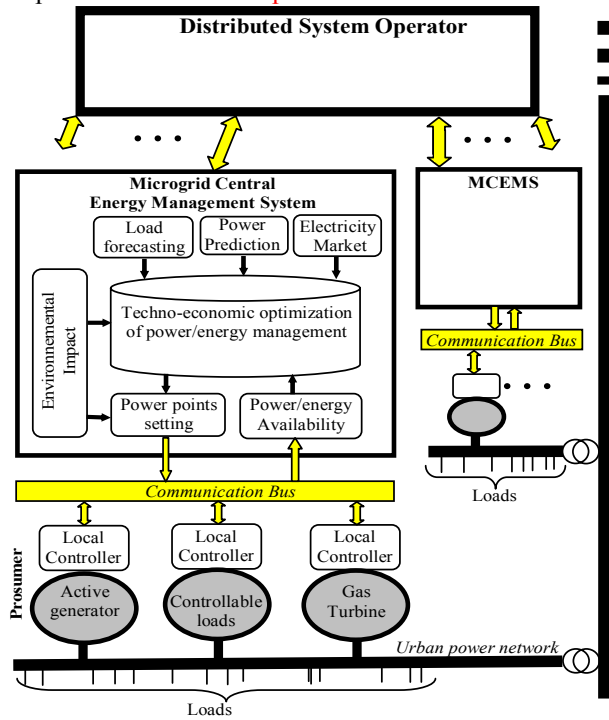 Distributed System Operator
Microgrid Central
Energy Management System
Load
forecasting
Power
Prediction
Electricity
Market
Environnemental
Impact
Techno-economic optimization
of power/energy management
Power points
setting
Power/energy
Availability
Communication Bus
MCEMS
Communication Bus
Loads
Prosumer
Local
Controller
Local
Controller
Local
Controller
Active
generator
Controllable
loads
Gas
Turbine
Urban power network
Loads